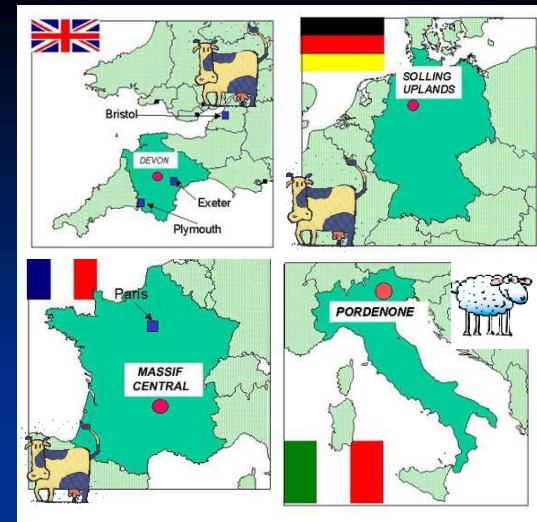 Bristol
DEVON
Exeter
Plymouth
SOLLING
UPLANDS
Paris
MASSIF
CENTRAL
PORDENONE